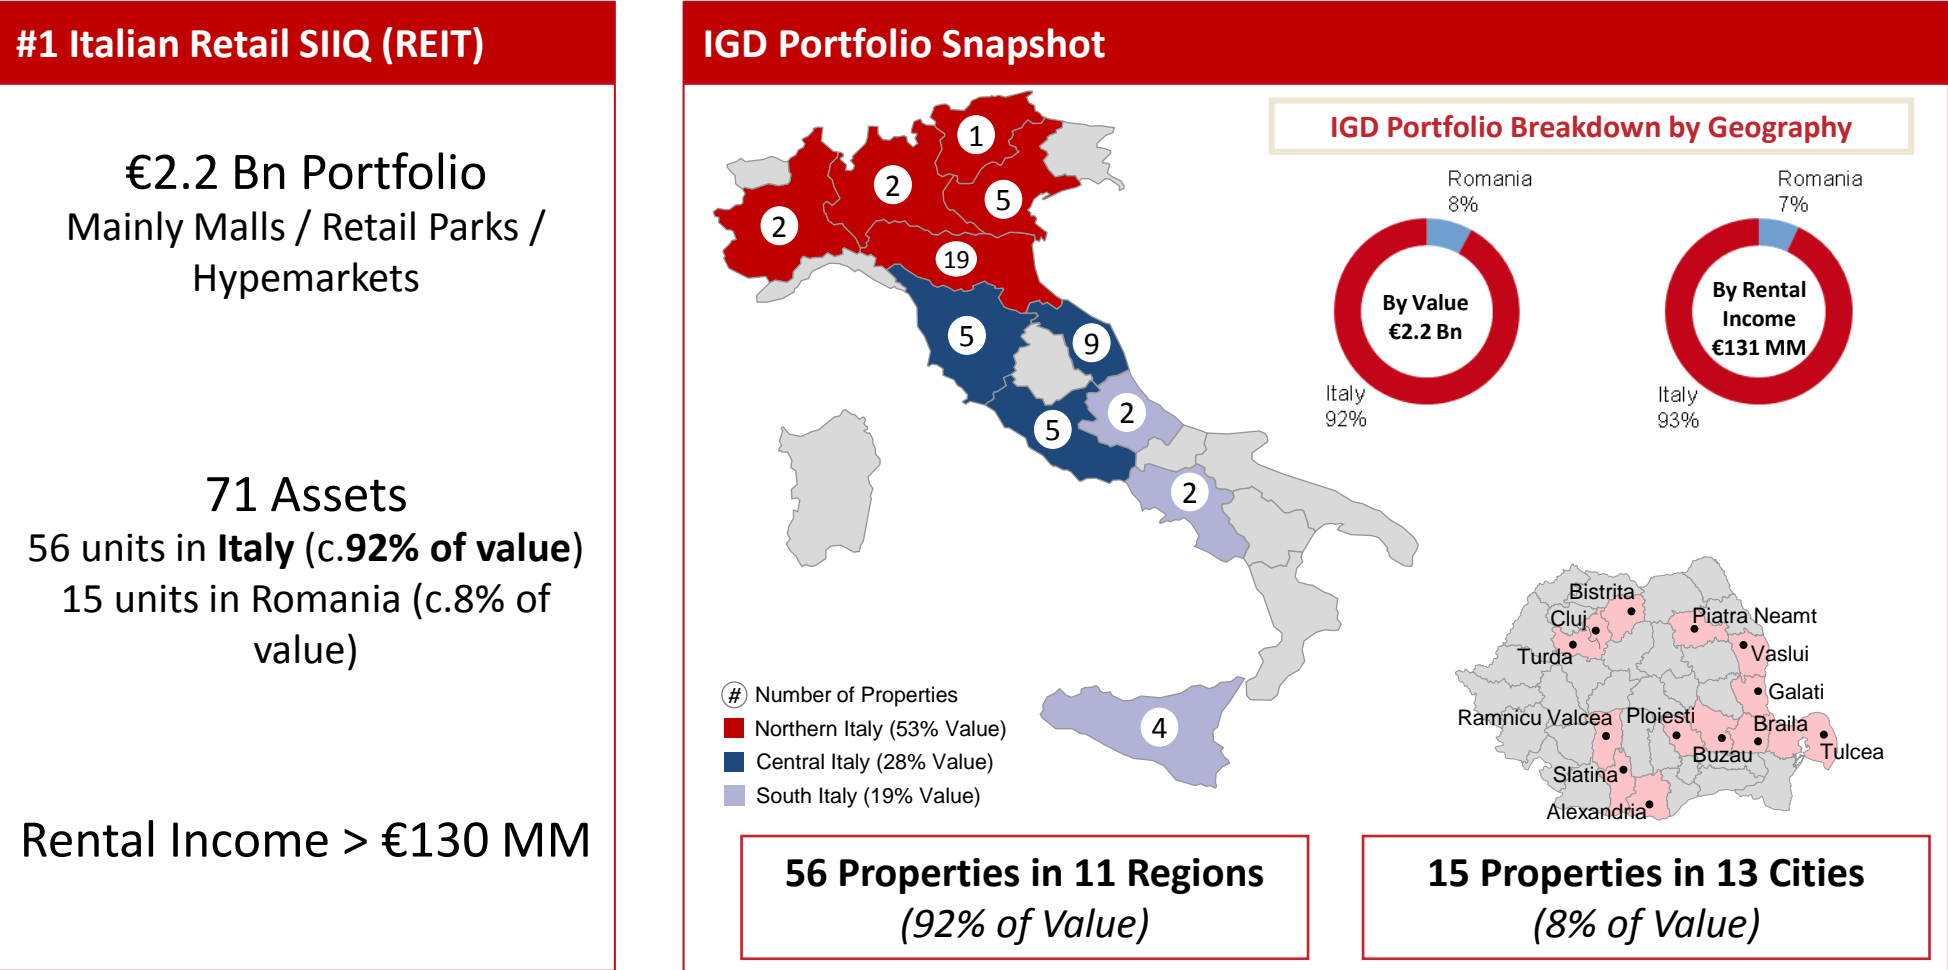 #1 Italian Retail SIIQ (REIT)
€2.2 Bn Portfolio
Mainly Malls / Retail Parks /
Hypemarkets
71 Assets
56 units in Italy (c.92% of value)
15 units in Romania (c.8% of
value)
Rental Income > €130 MM
IGD Portfolio Snapshot
1
2
5
2
19
5
9
5
2
2
4
# Number of Properties
Northern Italy (53% Value)
Central Italy (28% Value)
South Italy (19% Value)
56 Properties in 11 Regions
(92% of Value)
IGD Portfolio Breakdown by Geography
Romania
8%
By Value
€2.2 Bn
Italy
92%
Romania
7%
By Rental
Income
€131 MM
Italy
93%
Bistrita
Cluj
Piatra Neamt
Turda
Vaslui
Galati
Ramnicu Valcea
Ploiesti
Braila
Buzau
Tulcea
Slatina
Alexandria
15 Properties in 13 Cities
(8% of Value)